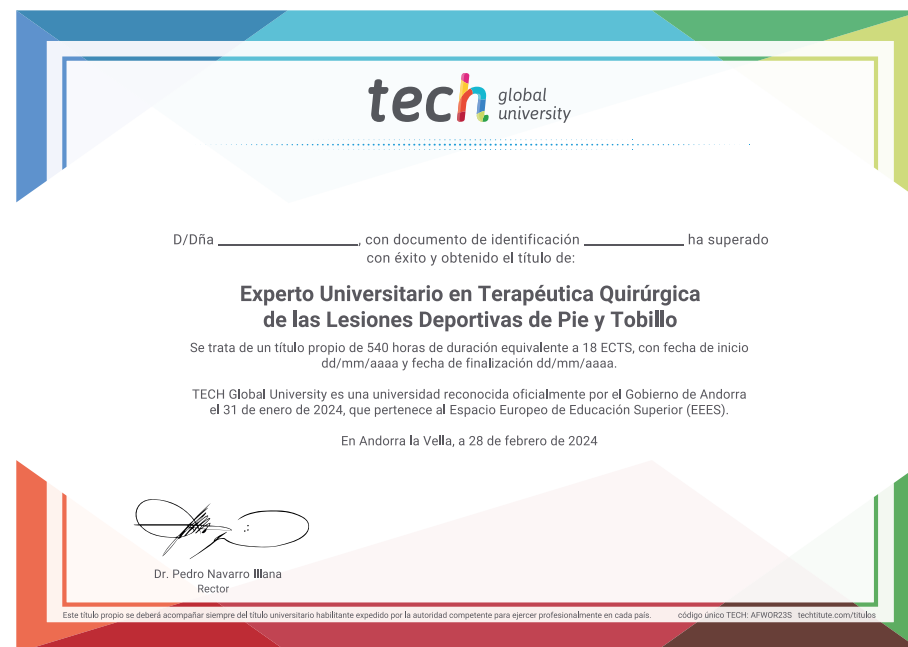 tech global university
D/Dña ____________________, con documento de identificación ______________ ha superado
con éxito y obtenido el título de:
Experto Universitario en Terapéutica Quirúrgica
de las Lesiones Deportivas de Pie y Tobillo
Se trata de un título propio de 540 horas de duración equivalente a 18 ECTS, con fecha de inicio
dd/mm/aaaa y fecha de finalización dd/mm/aaaa.
TECH Global University es una universidad reconocida oficialmente por el Gobierno de Andorra
el 31 de enero de 2024, que pertenece al Espacio Europeo de Educación Superior (EEES).
En Andorra la Vella, a 28 de febrero de 2024
Dr. Pedro Navarro Illana
Rector
Este título propio se deberá acompañar siempre del título universitario habilitante expedido por la autoridad competente para ejercer profesionalmente en cada país. código único TECH: AFWOR23S techtitute.com/titulos